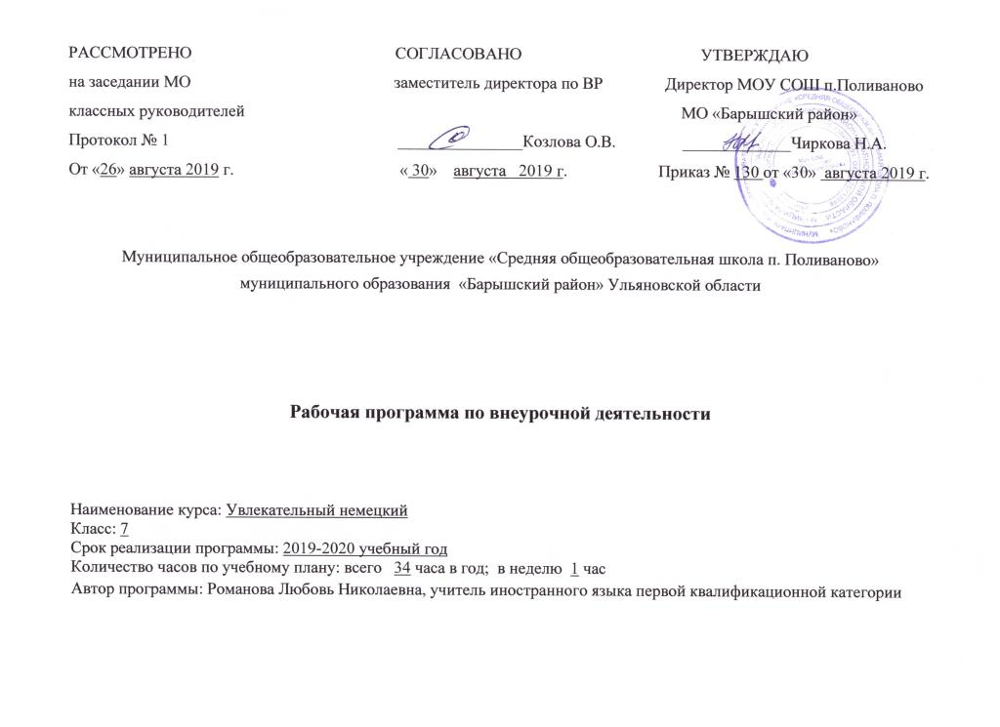 РАССМОТРЕНО
на заседании МО
классных руководителей
Протокол № 1
От «26» августа 2019 г.
СОГЛАСОВАНО
заместитель директора по ВР
Козлова О.В.
« 30» августа 2019 г.
УТВЕРЖДАЮ
Директор МОУ СОШ п.Поливаново
МО «Барышский район»
Чиркова Н.А.
Приказ № 130 от «30» августа 2019 г.
Муниципальное общеобразовательное учреждение «Средняя общеобразовательная школа п. Поливаново»
муниципального образования «Барышский район» Ульяновской области
Рабочая программа по внеурочной деятельности
Наименование курса: Увлекательный немецкий
Класс: 7
Срок реализации программы: 2019-2020 учебный год
Количество часов по учебному плану: всего 34 часа в год; в неделю 1 час
Автор программы: Романова Любовь Николаевна, учитель иностранного языка первой квалификационной категории